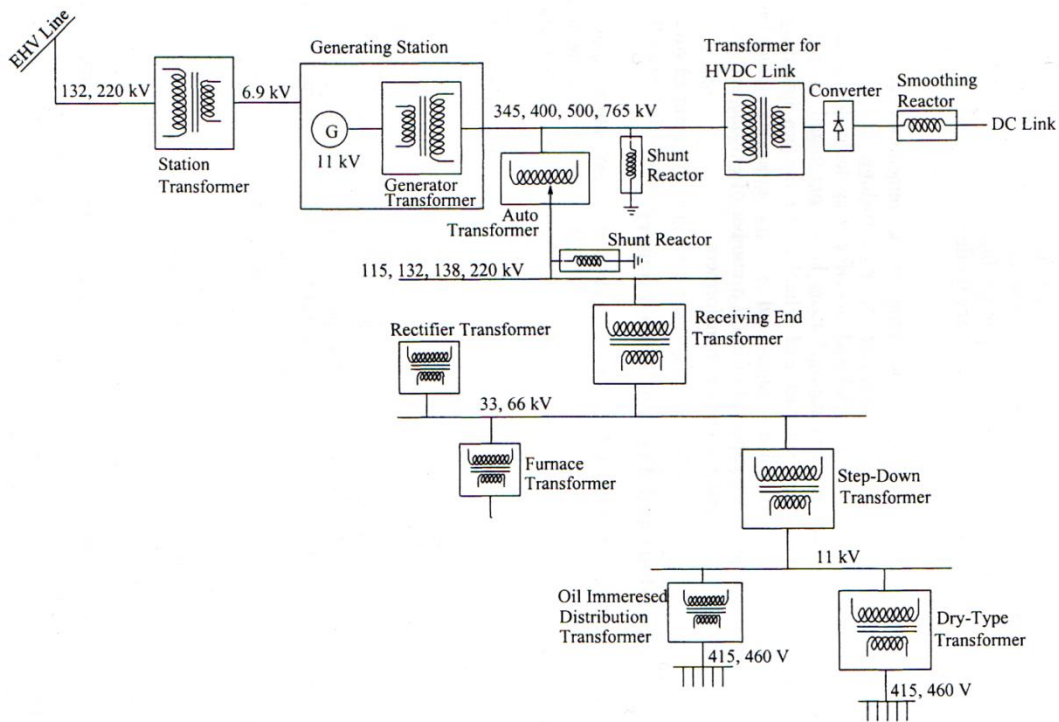 EHV Line
132, 220 kV
Station
Transformer
6.9 kV
Generating Station
G
11 kV
Generator
Transformer
345, 400, 500, 765 kV
Auto
Transformer
Shunt
Reactor
Transformer for
HVDC Link
Converter
Smoothing
Reactor
DC Link
Shunt Reactor
115, 132, 138, 220 kV
Receiving End
Transformer
Rectifier Transformer
33, 66 kV
Furnace
Transformer
Step-Down
Transformer
11 kV
Oil Immeresed
Distribution
Transformer
415, 460 V
Dry-Type
Transformer
415, 460 V